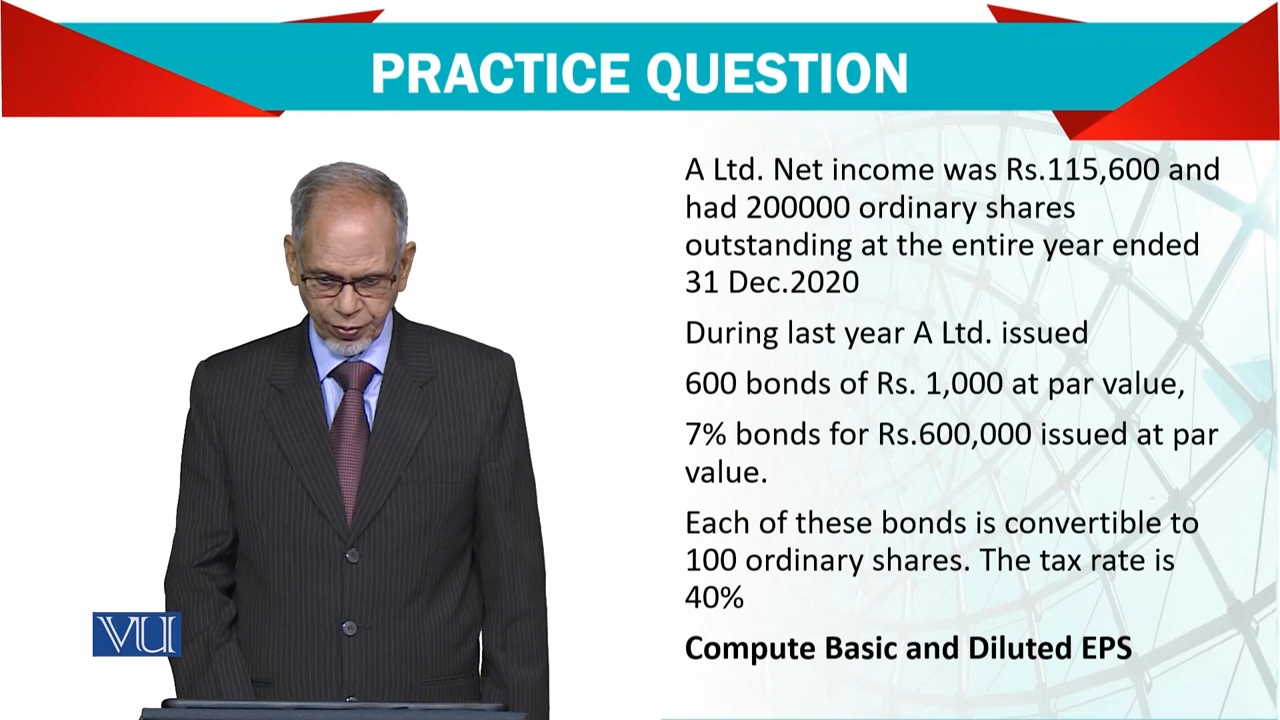 PRACTICE QUESTION
A Ltd. Net income was Rs.115,600 and
had 200000 ordinary shares
outstanding at the entire year ended
31 Dec.2020
During last year A Ltd. issued
600 bonds of Rs. 1,000 at par value,
7% bonds for Rs.600,000 issued at par
value.
Each of these bonds is convertible to
100 ordinary shares. The tax rate is
40%
Compute Basic and Diluted EPS
VU